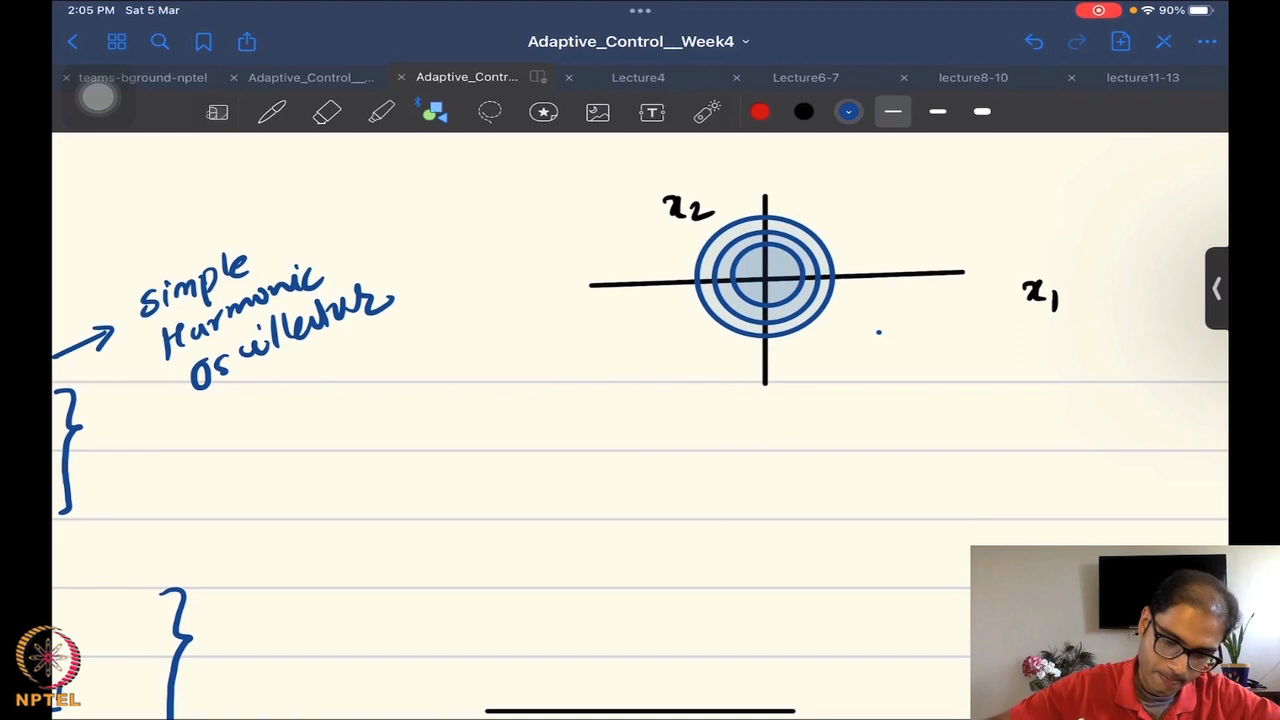 2:05 PM Sat 5 Mar
90%
Adaptive_Control__Week4
teams-bground-nptel
Adaptive_Control__...
Adaptive_Contr...
Lecture4
Lecture6-7
lecture8-10
lecture11-13
x2
x1
simple
Harmonic
Oscillator
NPTEL